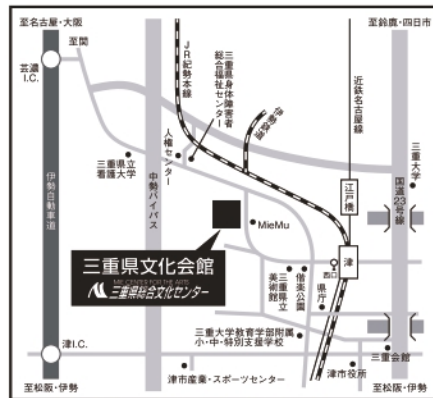 至名古屋・大阪
至関
芸濃
I.C.
伊勢自動車道
津I.C.
至松阪・伊勢
三重県立
看護大学
中勢バイパス
JR紀勢本線
人権センター
三重県身体障害者
総合福祉センター
伊勢鉄道
近鉄名古屋線
至鈴鹿・四日市
三重大学
江戸橋
国道23号線
MieMu
三重県文化会館
MIE CENTER FOR THE ARTS
三重県総合文化センター
三重県立
美術館
偕楽公園
西口
津
県庁
三重大学教育学部附属
小・中・特別支援学校
三重会館
津市産業・スポーツセンター
津市役所
至松阪・伊勢